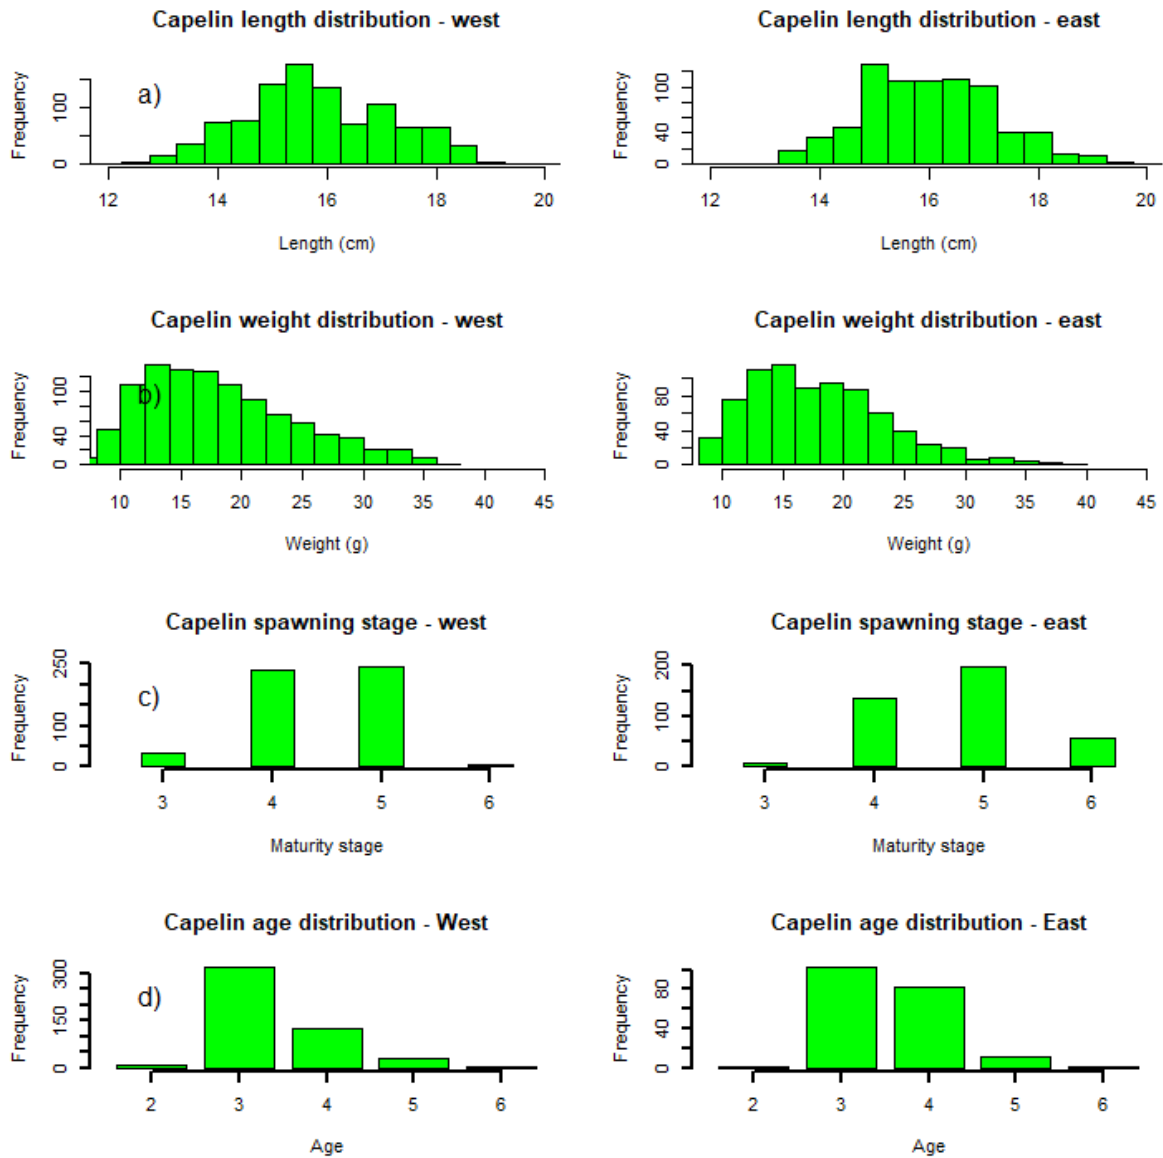 Capelin length distribution - west
Capelin length distribution - east
Frequency
0
100
a)
12 14 16 18 20
Length (cm)
Frequency
0 40 100
12 14 16 18 20
Length (cm)
Capelin weight distribution - west
Capelin weight distribution - east
Frequency
0 40 100
b)
10 15 20 25 30 35 40 45
Weight (g)
Frequency
0 40 80
10 15 20 25 30 35 40 45
Weight (g)
Capelin spawning stage - west
Capelin spawning stage - east
Frequency
0 100 250
c)
3 4 5 6
Maturity stage
Frequency
0 100 200
3 4 5 6
Maturity stage
Capelin age distribution - West
Capelin age distribution - East
Frequency
0 150 300
d)
2 3 4 5 6
Age
Frequency
0 40 80
2 3 4 5 6
Age